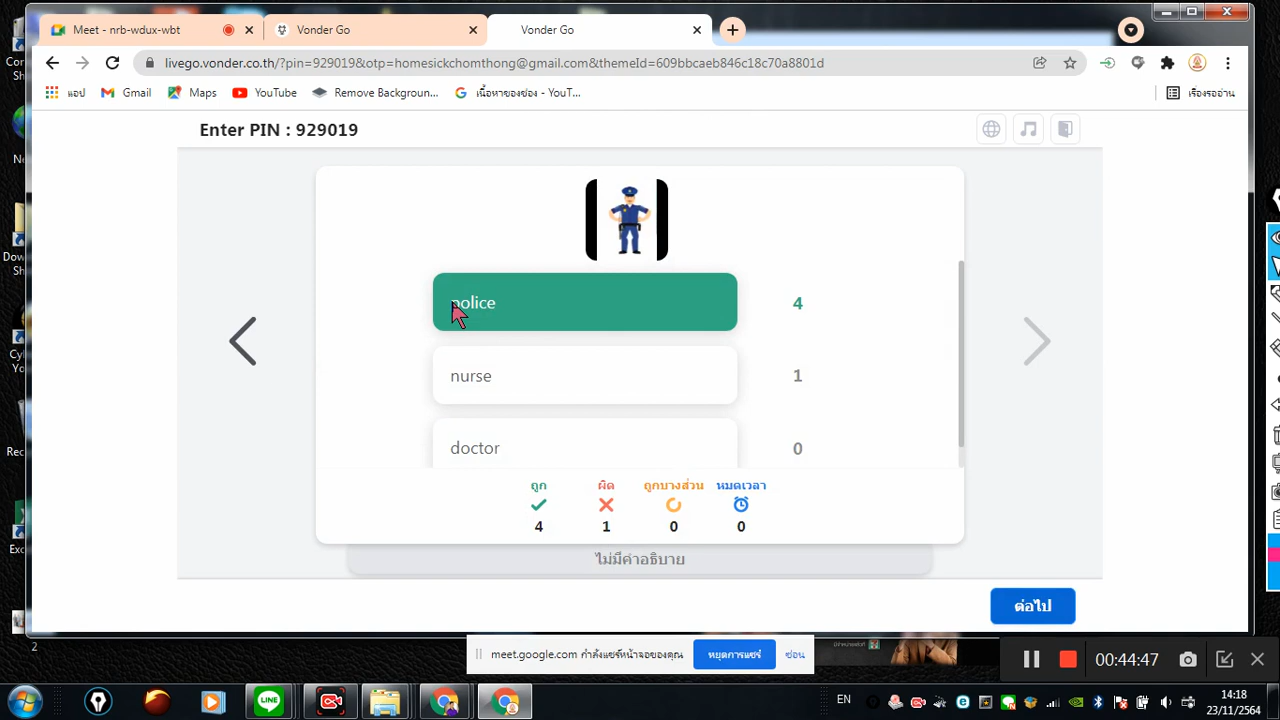 Meet - nrb-wdux-wbt
Vonder Go
Vonder Go
livego.vonder.co.th/?pin=929019&otp=homesickchomthng@gmail.com&themeId=609bbcaeb846c18c70a8801d
แอป
Gmail
Maps
YouTube
Remove Backgroun...
เนื้อหาของช่อง - YouT...
เรื่องรออ่าน
Enter PIN : 929019
police
4
nurse
1
doctor
0
ถูก
ผิด
ถูกบางส่วน
หมดเวลา
4
1
0
0
ไม่มีคำอธิบาย
ต่อไป
2
meet.google.com กำลังแชร์หน้าจอของคุณ
หยุดการแชร์
ซ่อน
00:44:47
LINE
EN
14:18
23/11/2564